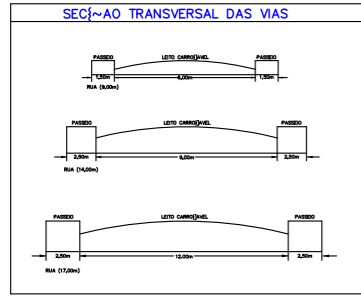 SEC{~AO TRANSVERSAL DAS VIAS
PASSEIO LEITO CARRO[]AVEL PASSEIO
1,50m 6,00m 1,50m
RUA (9,00m)
PASSEIO LEITO CARRO[]AVEL PASSEIO
2,50m 9,00m 2,50m
RUA (14,00m)
PASSEIO LEITO CARRO[]AVEL PASSEIO
2,50m 12,00m 2,50m
RUA (17,00m)